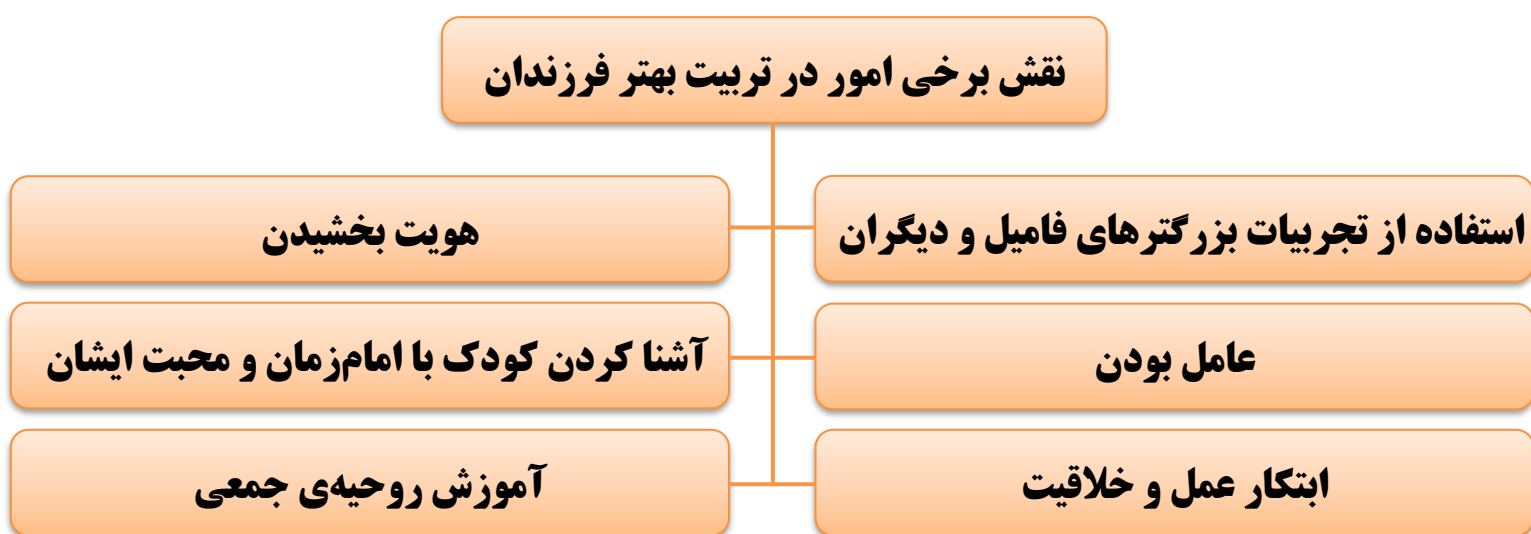 نقش برخی امور در تربیت بهتر فرزندان
استفاده از تجربیات بزرگترهای فامیل و دیگران
هویت بخشیدن
عامل بودن
آشنا کردن کودک با امام‌زمان و محبت ایشان
ابتکار عمل و خلاقیت
آموزش روحیه‌ی جمعی